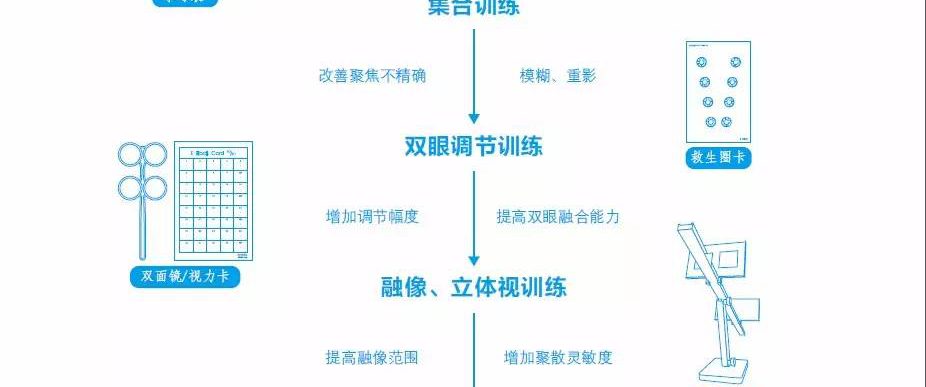 集合训练
改善聚焦不精确
模糊、重影
双眼调节训练
救生圈卡
增加调节幅度
提高双眼融合能力
双面镜/视力卡
融像、立体视训练
提高融像范围
增加聚散灵敏度